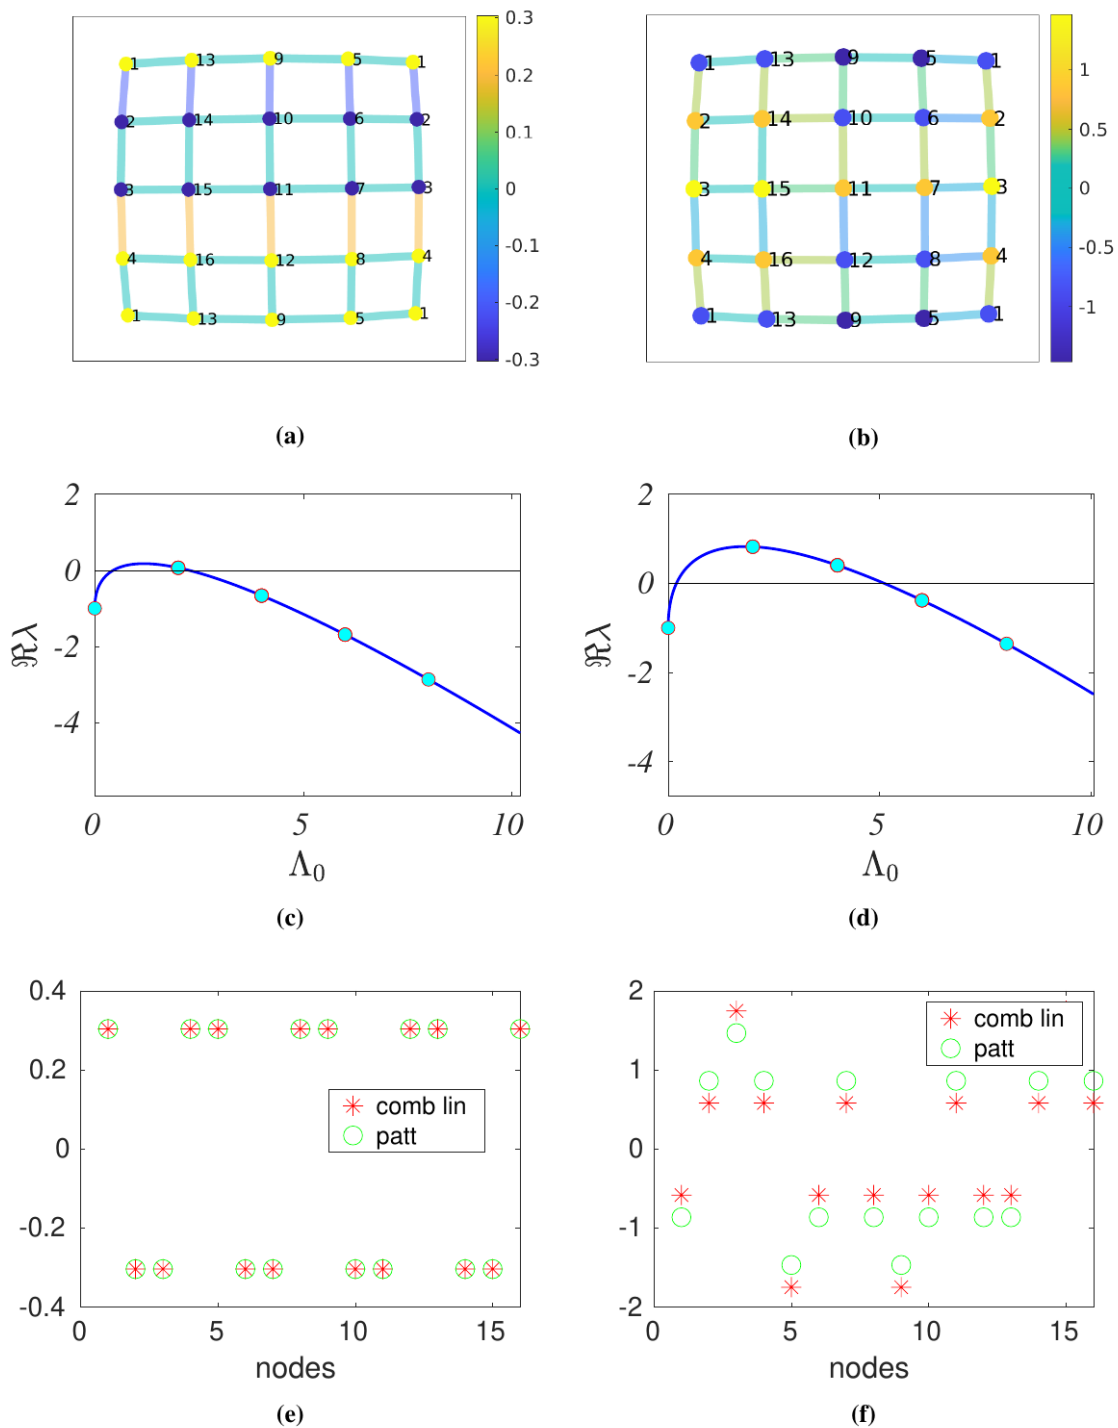 1 13 9 5 1
2 14 10 6 2
3 15 11 7 3
4 16 12 8 4
1 13 9 5 1
0.3
0.2
0.1
0
-0.1
-0.2
-0.3
(a)
1 13 9 5 1
2 14 10 6 2
3 15 11 7 3
4 16 12 8 4
1 13 9 5 1
1
0.5
0
-0.5
-1
(b)
2
0
-2
-4
ℜλ
0 5 10
Λ₀
(c)
2
0
-2
-4
ℜλ
0 5 10
Λ₀
(d)
0.4
0.2
0
-0.2
-0.4
comb lin
patt
0 5 10 15
nodes
(e)
2
1
0
-1
-2
comb lin
patt
0 5 10 15
nodes
(f)